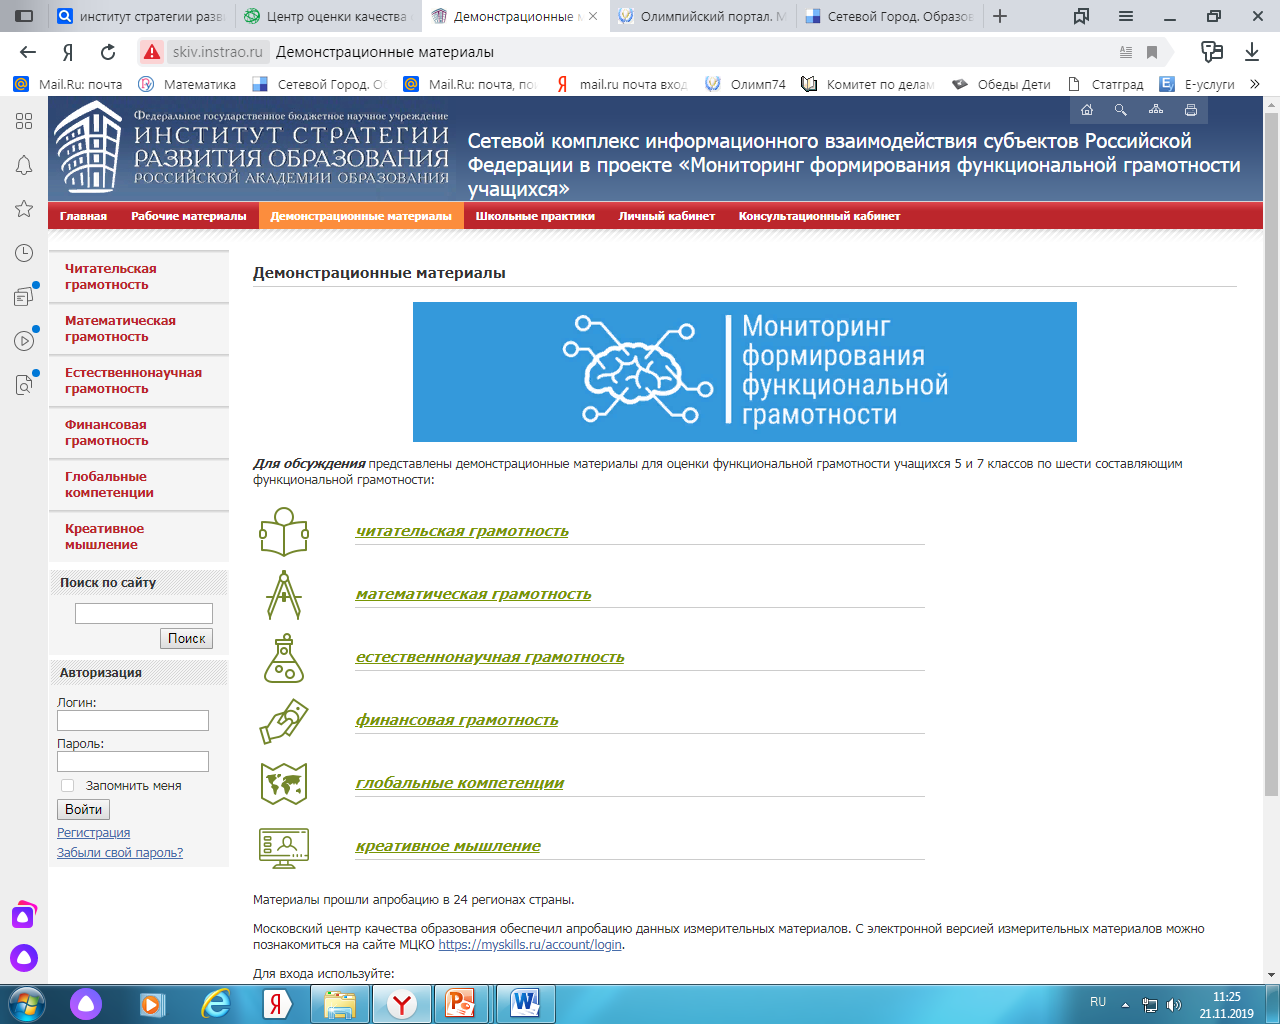 институт стратегии разв
Центр оценки качества
Демонстрационные м
Олимпийский портал. М
Сетевой Город. Образов
Я
skiv.instrao.ru Демонстрационные материалы
Mail.Ru: почта
Математика
Сетевой Город. Об
Mail.Ru: почта, по
Я mail.ru почта вход
Олимп74
Комитет по делам
Обеды Дети
Статград
Е-услуги
Федеральное государственное бюджетное научное учреждение
ИНСТИТУТ СТРАТЕГИИ
РАЗВИТИЯ ОБРАЗОВАНИЯ
РОССИЙСКОЙ АКАДЕМИИ ОБРАЗОВАНИЯ
Сетевой комплекс информационного взаимодействия субъектов Российской
Федерации в проекте «Мониторинг формирования функциональной грамотности
учащихся»
Главная Рабочие материалы Демонстрационные материалы Школьные практики Личный кабинет Консультационный кабинет
Читательская
грамотность
Математическая
грамотность
Естественнонаучная
грамотность
Финансовая
грамотность
Глобальные
компетенции
Креативное
мышление
Поиск по сайту
Поиск
Авторизация
Логин:
Пароль:
Запомнить меня
Войти
Регистрация
Забыли свой пароль?
Демонстрационные материалы
Мониторинг
формирования
функциональной
грамотности
Для обсуждения представлены демонстрационные материалы для оценки функциональной грамотности учащихся 5 и 7 классов по шести составляющим
функциональной грамотности:
читательская грамотность
математическая грамотность
естественнонаучная грамотность
финансовая грамотность
глобальные компетенции
креативное мышление
Материалы прошли апробацию в 24 регионах страны.
Московский центр качества образования обеспечил апробацию данных измерительных материалов. С электронной версией измерительных материалов можно
познакомиться на сайте МЦКО https://myskills.ru/account/login.
Для входа используйте:
RU
11:25
21.11.2019